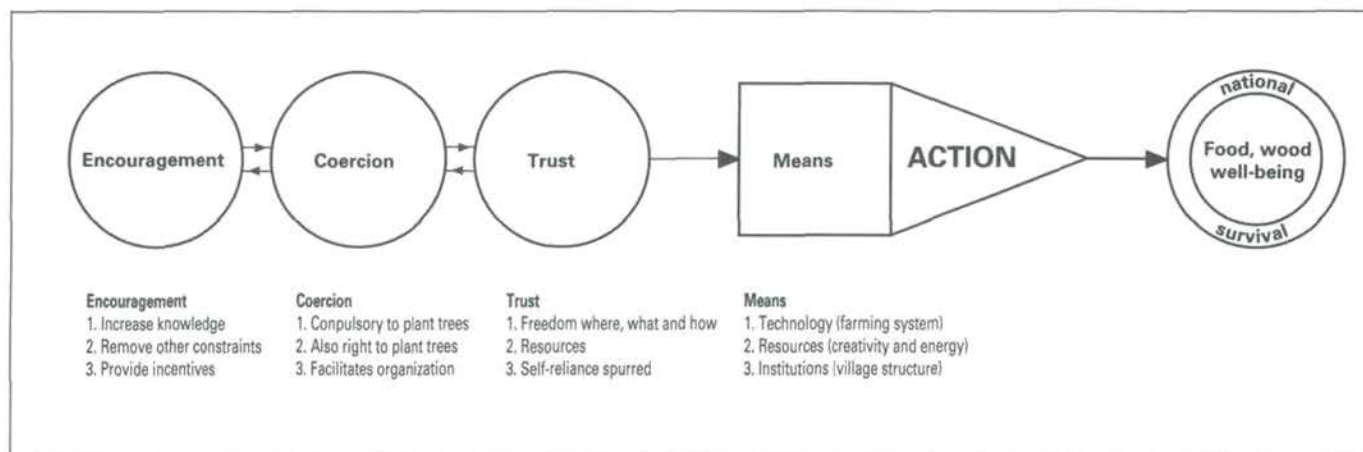 Encouragement
Coercion
Trust
Means
ACTION
national
Food, wood
well-being
survival
Encouragement
1. Increase knowledge
2. Remove other constraints
3. Provide incentives
Coercion
1. Conpulsory to plant trees
2. Also right to plant trees
3. Facilitates organization
Trust
1. Freedom where, what and how
2. Resources
3. Self-reliance spurred
Means
1. Technology (farming system)
2. Resources (creativity and energy)
3. Institutions (village structure)